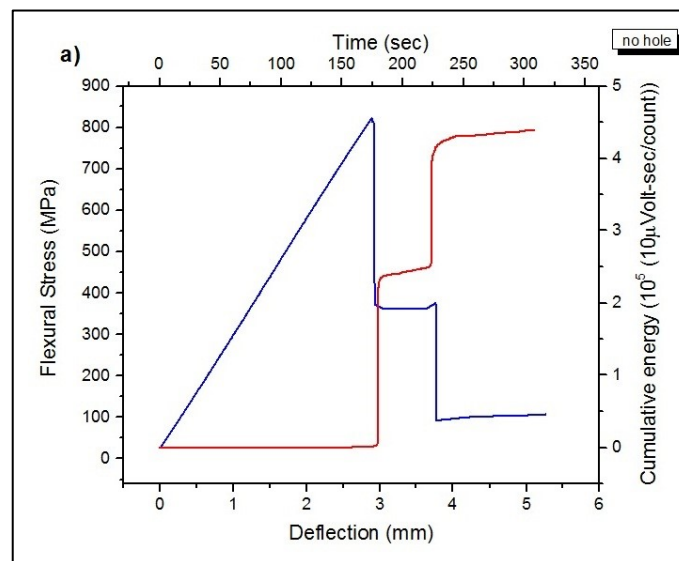 a)
no hole
Time (sec)
0 50 100 150 200 250 300 350
900
800
700
600
500
400
300
200
100
0
Flexural Stress (MPa)
5
4
3
2
1
0
Cumulative energy (10⁵ (10μVolt-sec/count))
0 1 2 3 4 5 6
Deflection (mm)